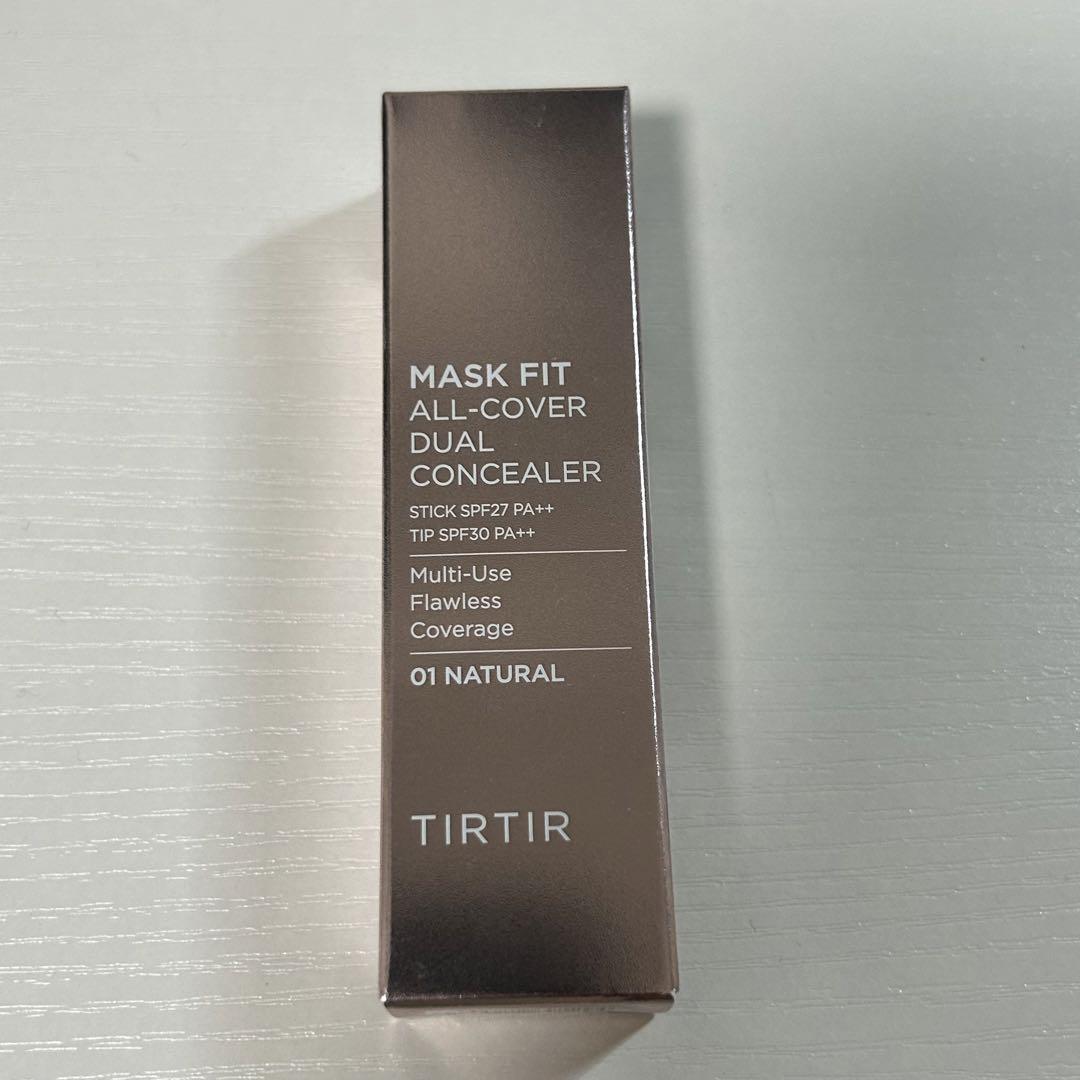 MASK FIT
ALL-COVER
DUAL
CONCEALER
STICK SPF27 PA++
TIP SPF30 PA++
Multi-Use
Flawless
Coverage
01 NATURAL
TIRTIR